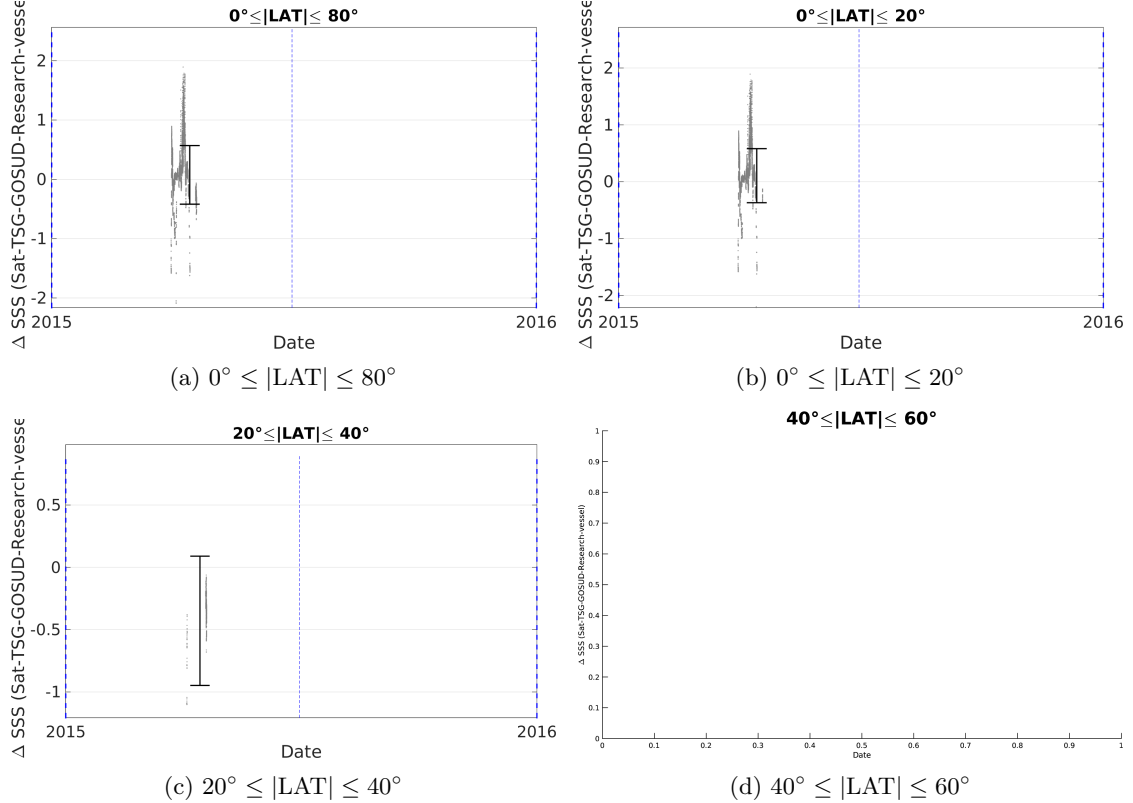 0°≤|LAT|≤ 80°
Δ SSS (Sat-TSG-GOSUD-Research-vesse
2
1
0
-1
-2
2015
2016
Date
(a) 0° ≤ |LAT| ≤ 80°
0°≤|LAT|≤ 20°
Δ SSS (Sat-TSG-GOSUD-Research-vesse
2
1
0
-1
-2
2015
2016
Date
(b) 0° ≤ |LAT| ≤ 20°
20°≤|LAT|≤ 40°
Δ SSS (Sat-TSG-GOSUD-Research-vesse
0.5
0
-0.5
-1
2015
2016
Date
(c) 20° ≤ |LAT| ≤ 40°
40°≤|LAT|≤ 60°
Δ SSS (Sat-TSG-GOSUD-Research-vessel)
1
0.9
0.8
0.7
0.6
0.5
0.4
0.3
0.2
0.1
0
0 0.1 0.2 0.3 0.4 0.5 0.6 0.7 0.8 0.9 1
Date
(d) 40° ≤ |LAT| ≤ 60°